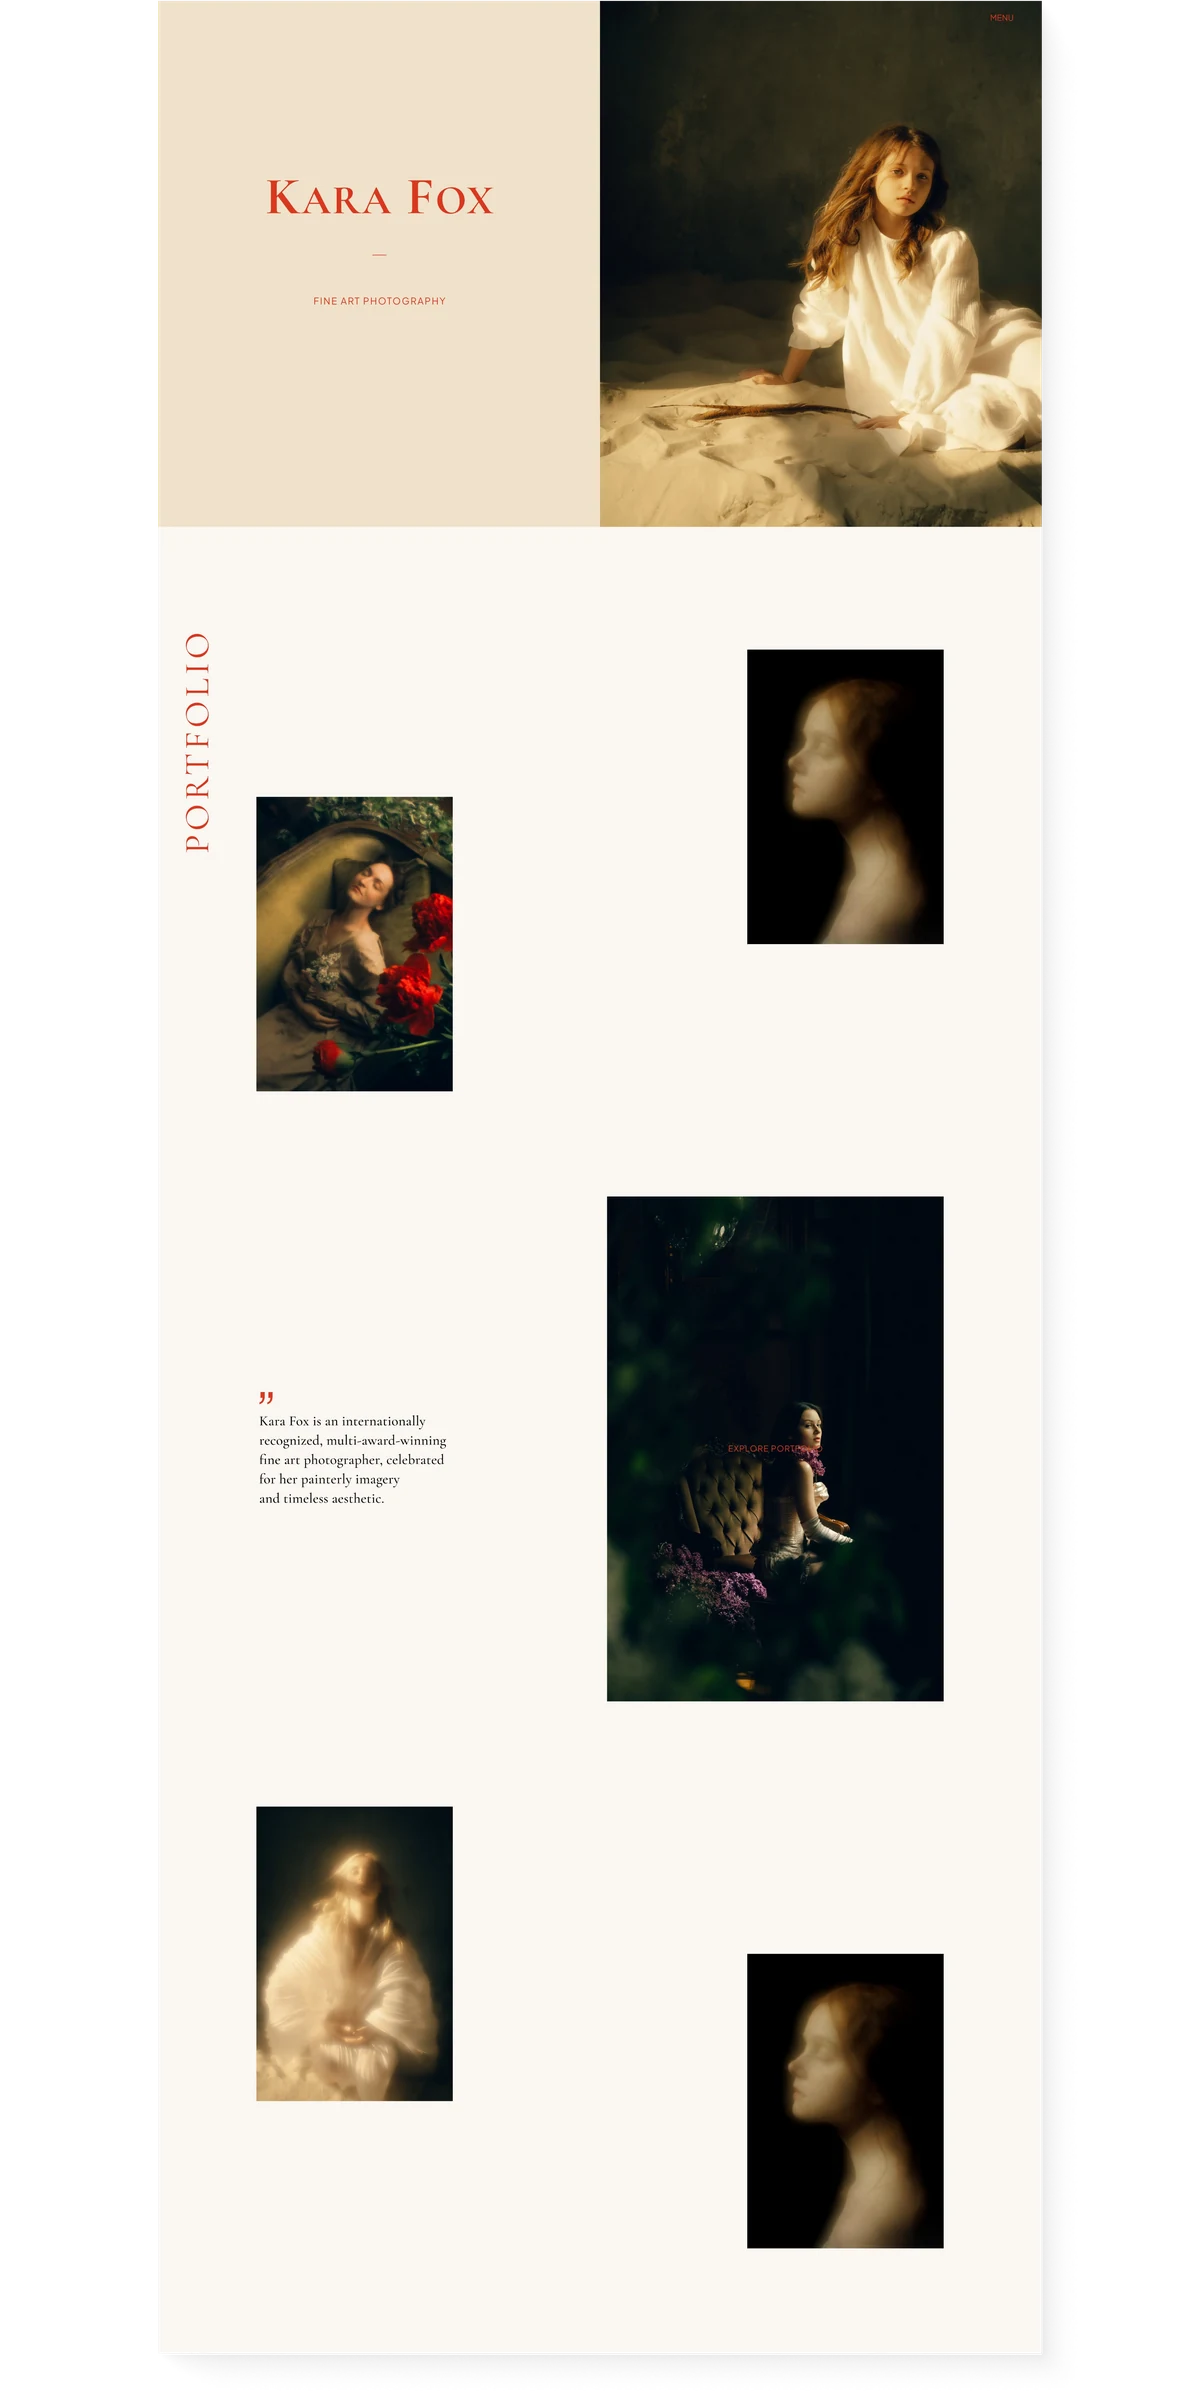 MENU
Kara Fox
—
FINE ART PHOTOGRAPHY
PORTFOLIO
”
Kara Fox is an internationally
recognized, multi-award-winning
fine art photographer, celebrated
for her painterly imagery
and timeless aesthetic.
EXPLORE PORTFOLIO